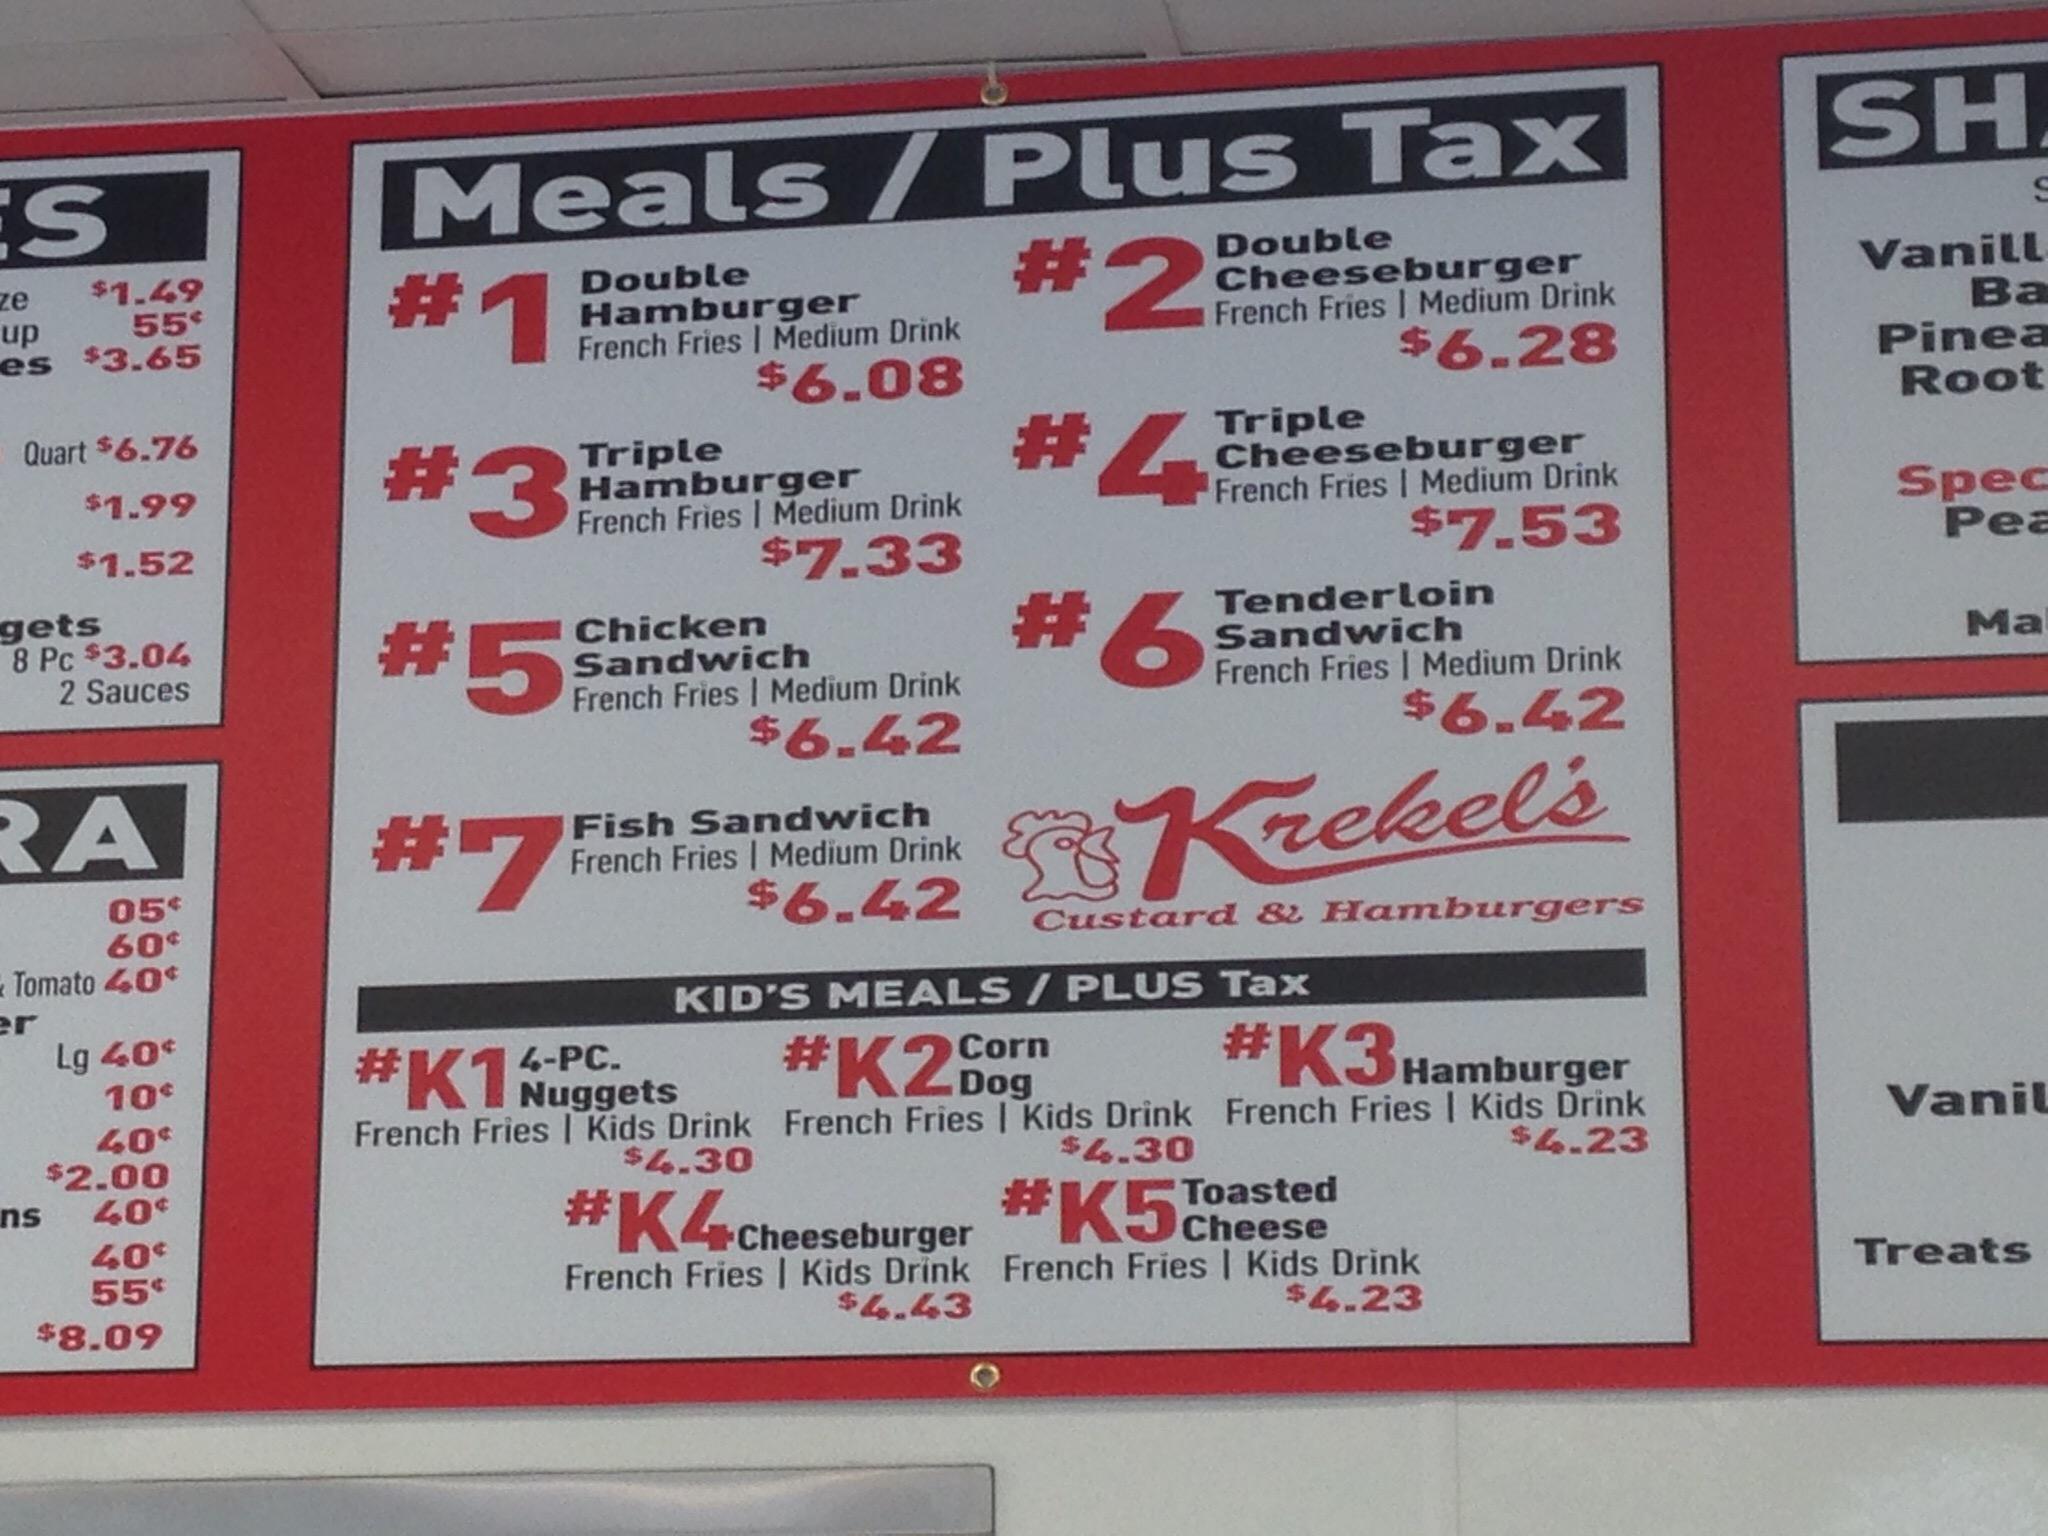 $1.49
up 55¢
$3.65
Quart $6.76
$1.99
$1.52
8 Pc $3.04
2 Sauces
05¢
60¢
& Tomato 40¢
Lg 40¢
10¢
40¢
$2.00
40¢
40¢
55¢
$8.09
Meals / Plus Tax
#1 Double
Hamburger
French Fries | Medium Drink
$6.08
#2 Double
Cheeseburger
French Fries | Medium Drink
$6.28
#3 Triple
Hamburger
French Fries | Medium Drink
$7.33
#4 Triple
Cheeseburger
French Fries | Medium Drink
$7.53
#5 Chicken
Sandwich
French Fries | Medium Drink
$6.42
#6 Tenderloin
Sandwich
French Fries | Medium Drink
$6.42
#7 Fish Sandwich
French Fries | Medium Drink
$6.42
Krekel's
Custard & Hamburgers
KID'S MEALS / PLUS Tax
#K1 4-PC.
Nuggets
French Fries | Kids Drink
$4.30
#K2 Corn
Dog
French Fries | Kids Drink
$4.30
#K3 Hamburger
French Fries | Kids Drink
$4.23
#K4 Cheeseburger
French Fries | Kids Drink
$4.43
#K5 Toasted
Cheese
French Fries | Kids Drink
$4.23
Root
Treats